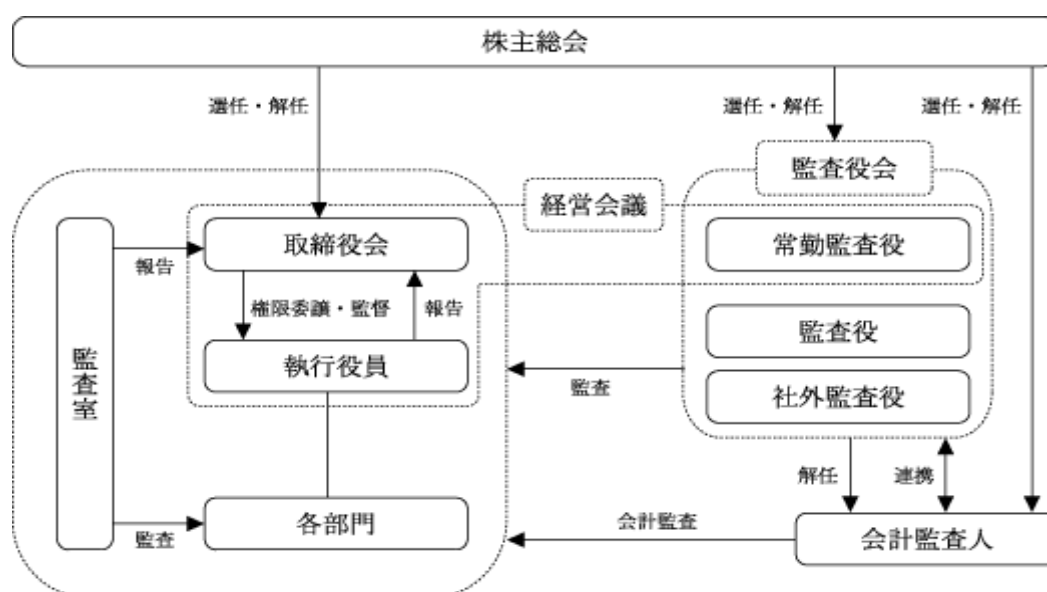 株主総会
選任・解任
選任・解任
選任・解任
監査役会
経営会議
取締役会
常勤監査役
報告
権限委譲・監督
報告
監査役
監査室
執行役員
監査
社外監査役
解任
連携
各部門
監査
会計監査
会計監査人